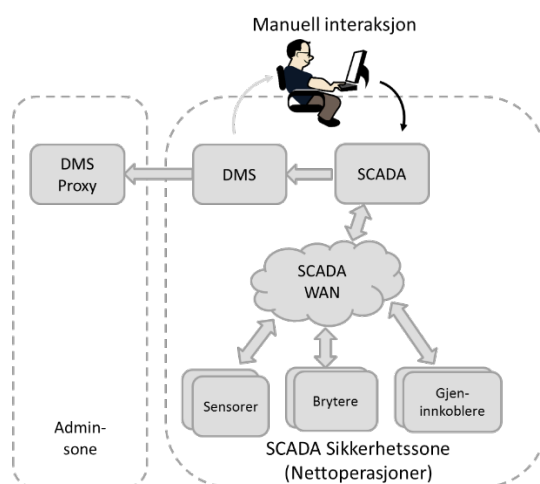 Manuell interaksjon
DMS
Proxy
DMS
SCADA
SCADA
WAN
Sensorer
Brytere
Gjen-
innkoblere
Admin-
sone
SCADA Sikkerhetssone
(Nettoperasjoner)